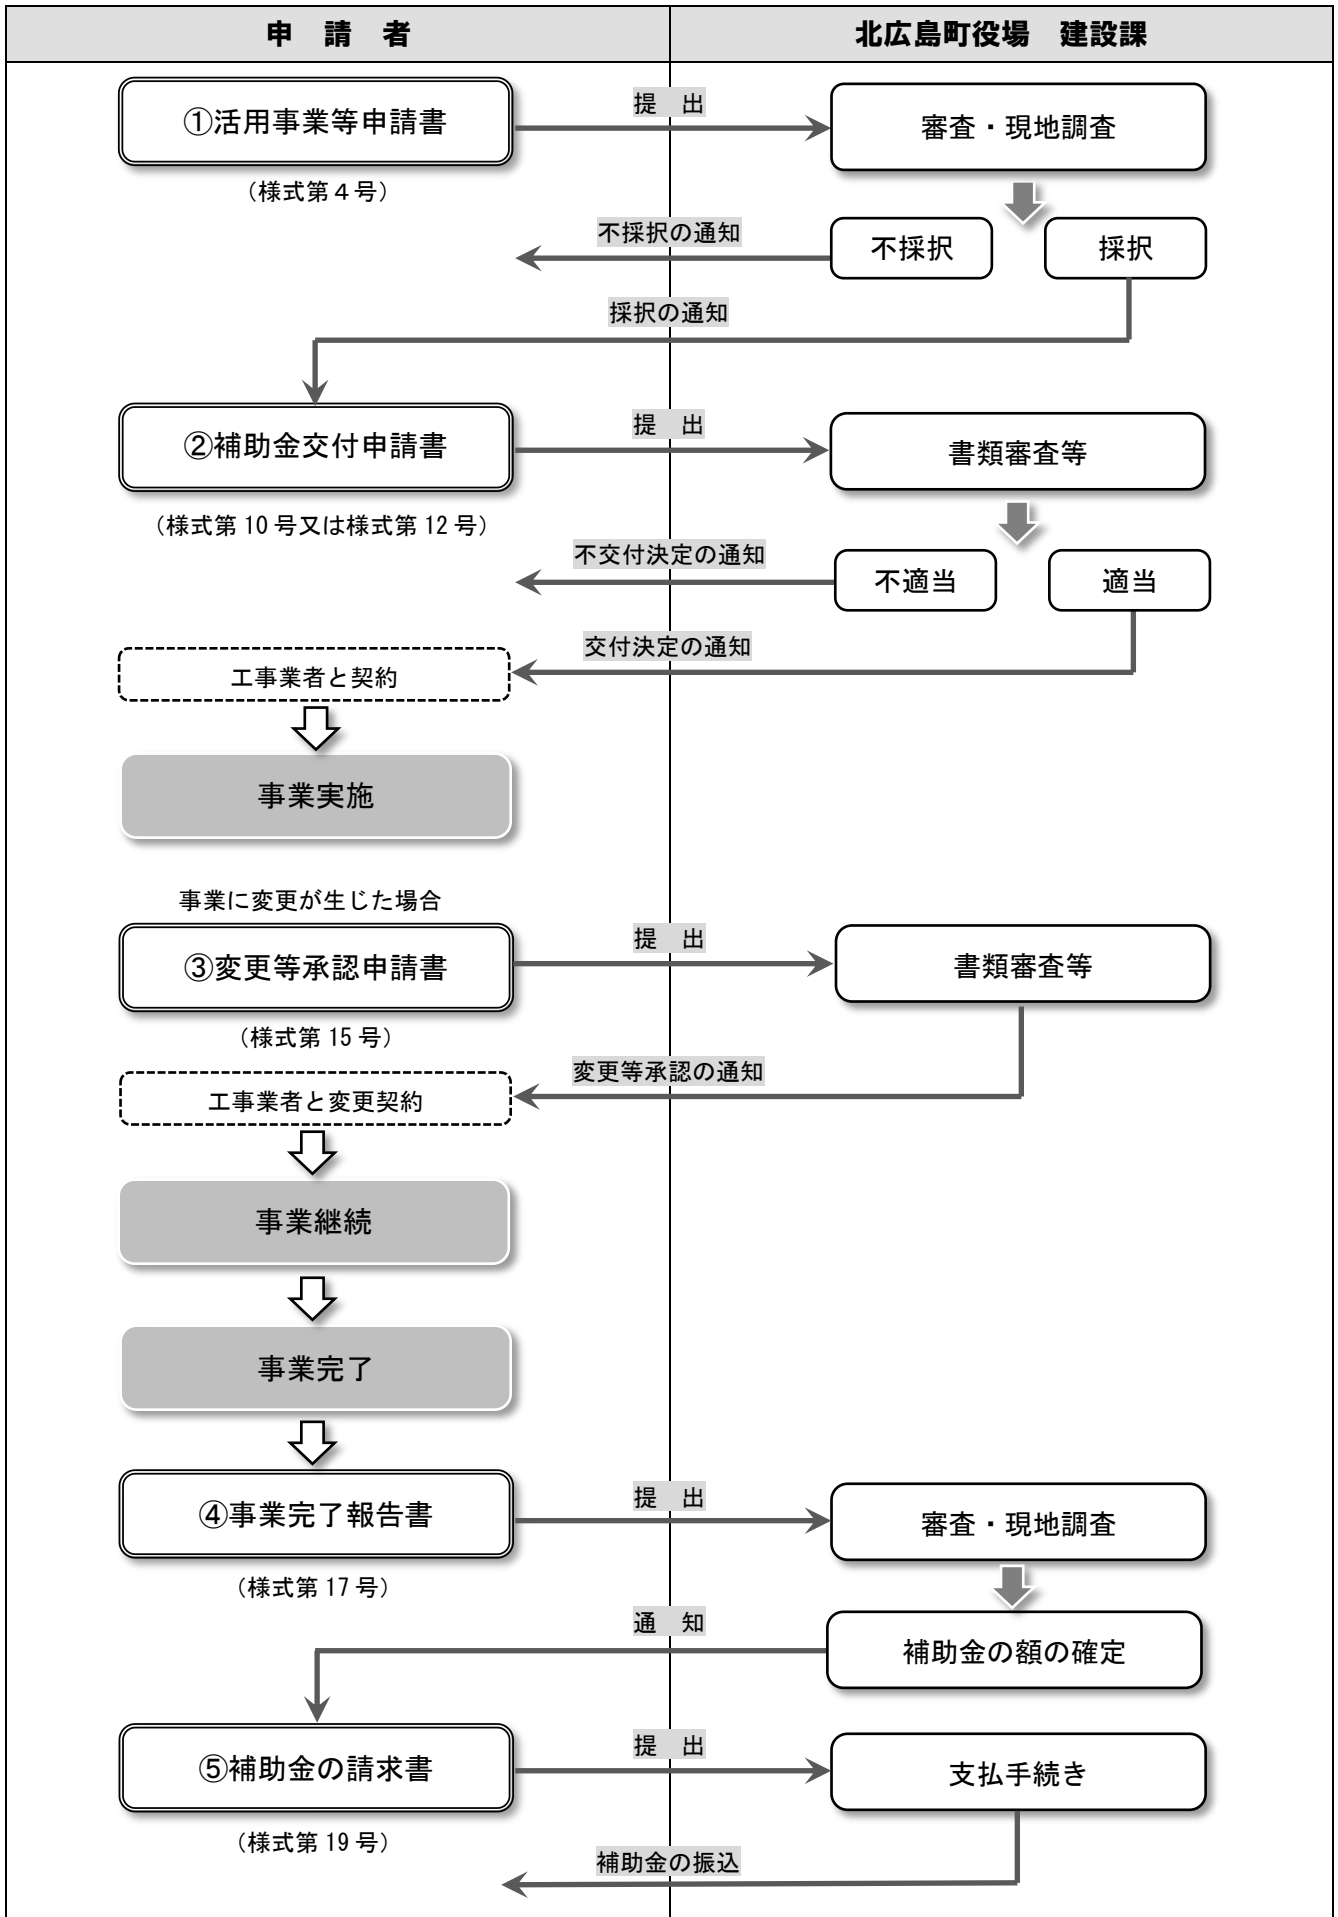 申　請　者
北広島町役場　建設課
①活用事業等申請書
提　出
審査・現地調査
（様式第４号）
不採択の通知
不採択
採択
採択の通知
②補助金交付申請書
提　出
書類審査等
（様式第 10 号又は様式第 12 号）
不交付決定の通知
不適当
適当
交付決定の通知
工事業者と契約
事業実施
事業に変更が生じた場合
③変更等承認申請書
提　出
書類審査等
（様式第 15 号）
変更等承認の通知
工事業者と変更契約
事業継続
事業完了
④事業完了報告書
提　出
審査・現地調査
（様式第 17 号）
通　知
補助金の額の確定
⑤補助金の請求書
提　出
支払手続き
（様式第 19 号）
補助金の振込